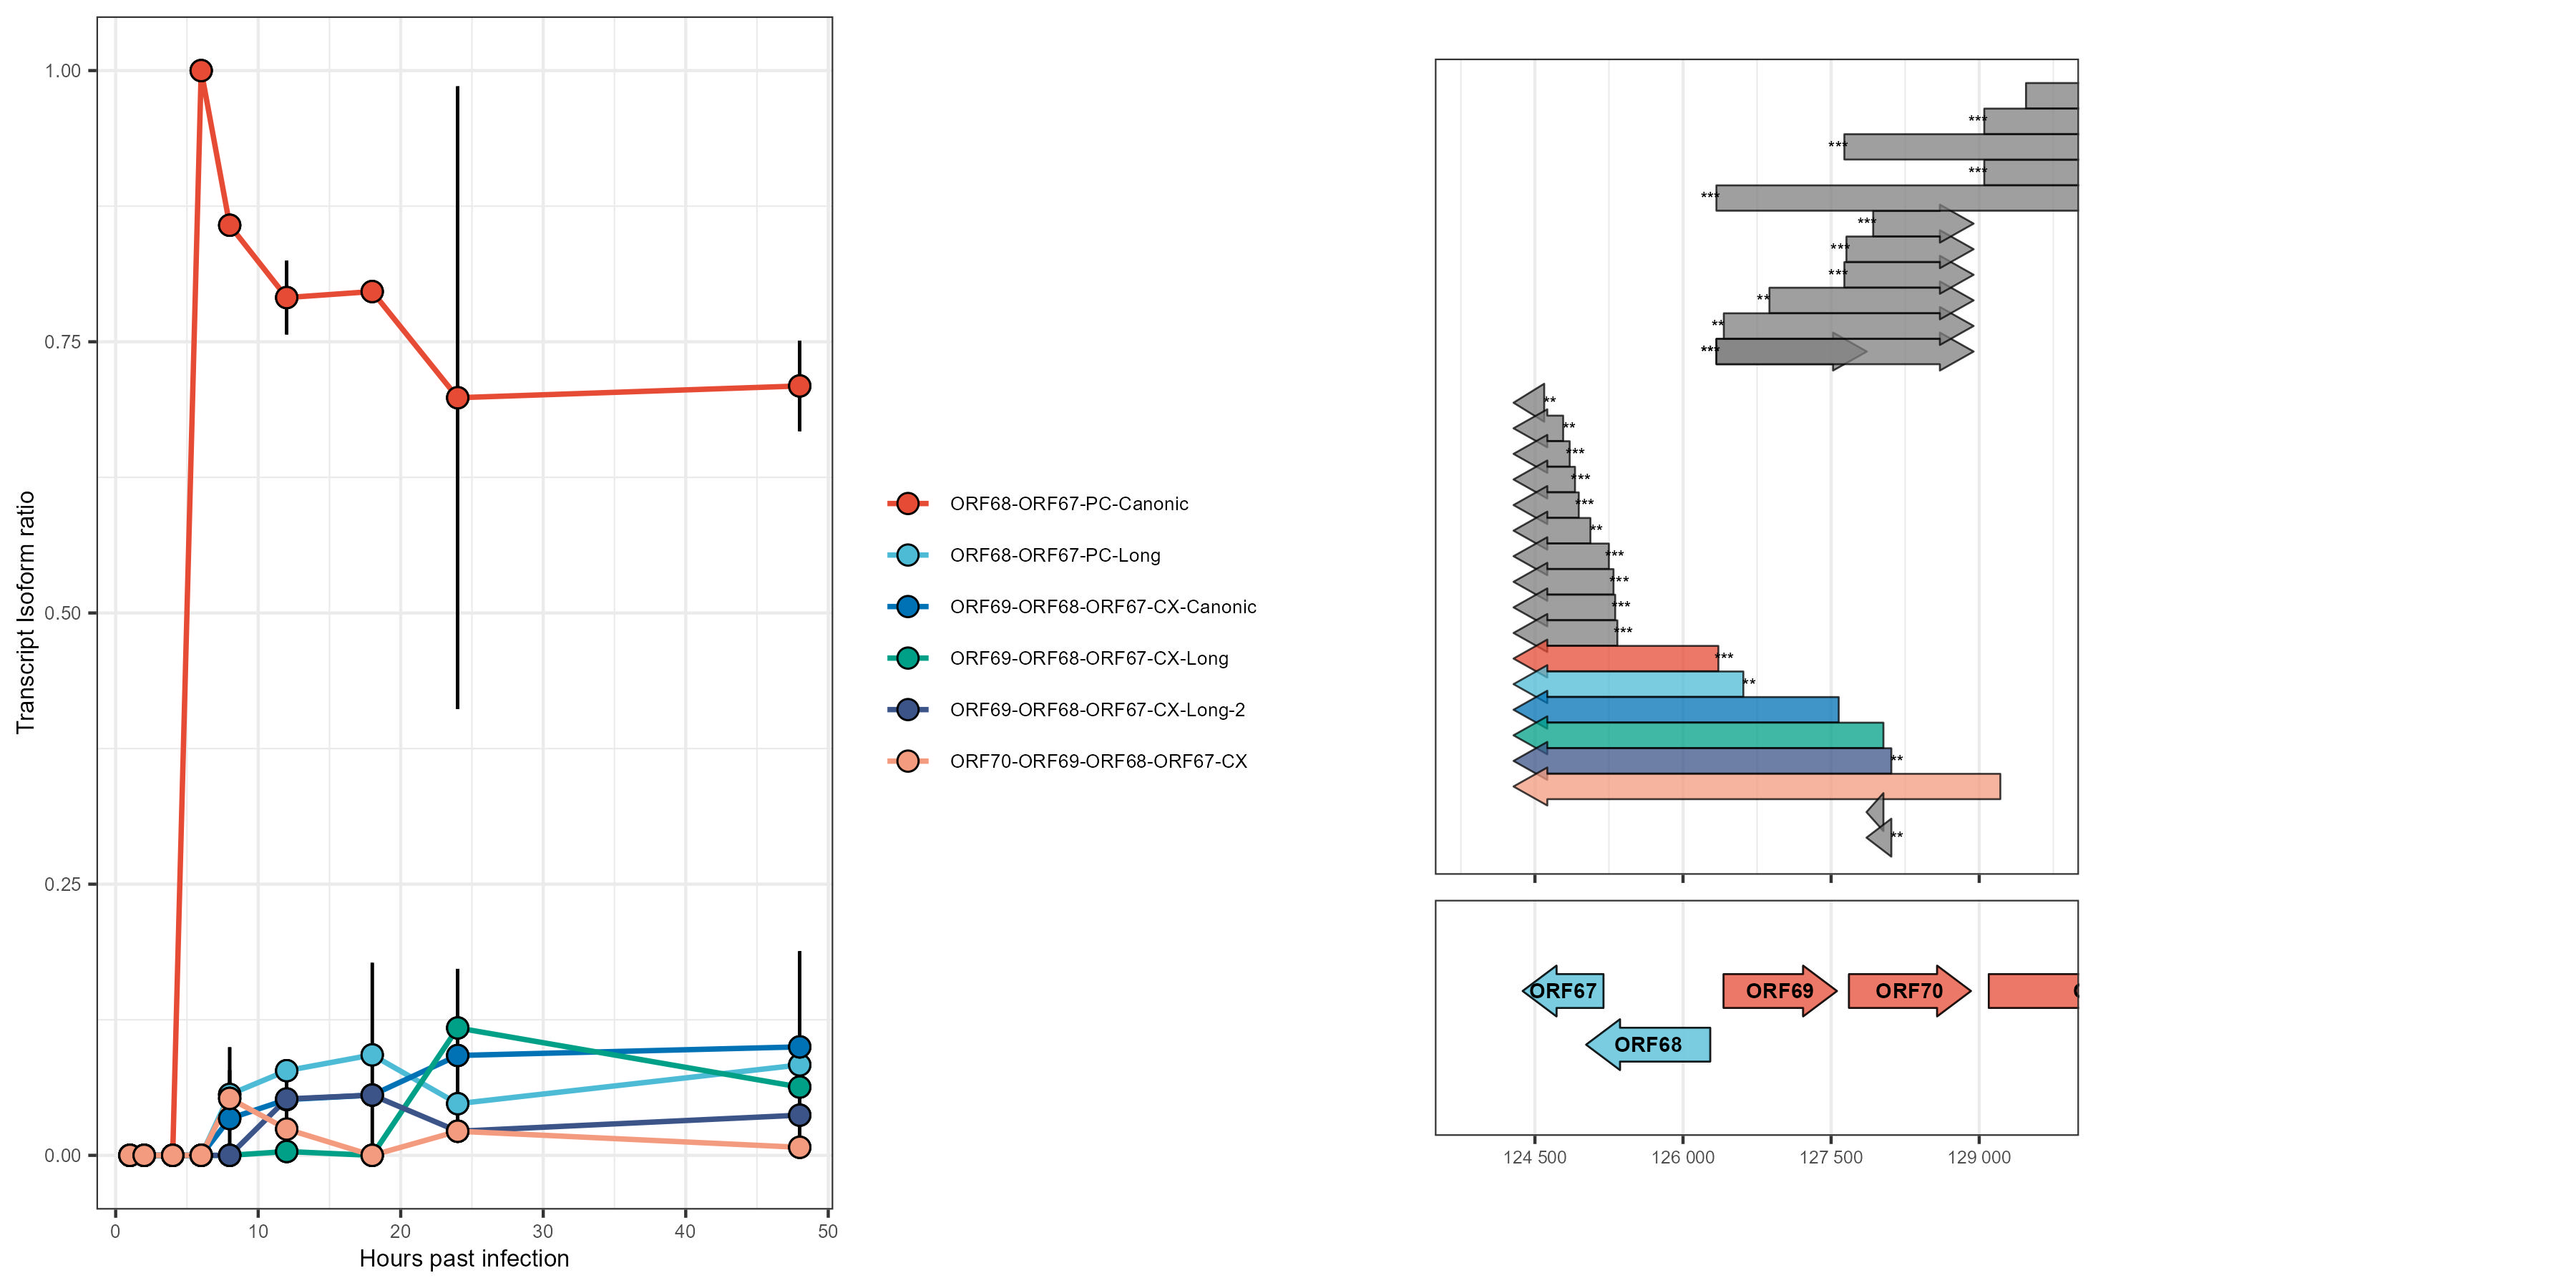 Transcript Isoform ratio
1.00
0.75
0.50
0.25
0.00
0 10 20 30 40 50
Hours past infection
ORF68-ORF67-PC-Canonic
ORF68-ORF67-PC-Long
ORF69-ORF68-ORF67-CX-Canonic
ORF69-ORF68-ORF67-CX-Long
ORF69-ORF68-ORF67-CX-Long-2
ORF70-ORF69-ORF68-ORF67-CX
***
***
***
***
***
***
***
**
**
***
**
**
***
***
***
**
***
***
***
***
***
**
**
**
ORF67 ORF69 ORF70
ORF68
124 500 126 000 127 500 129 000